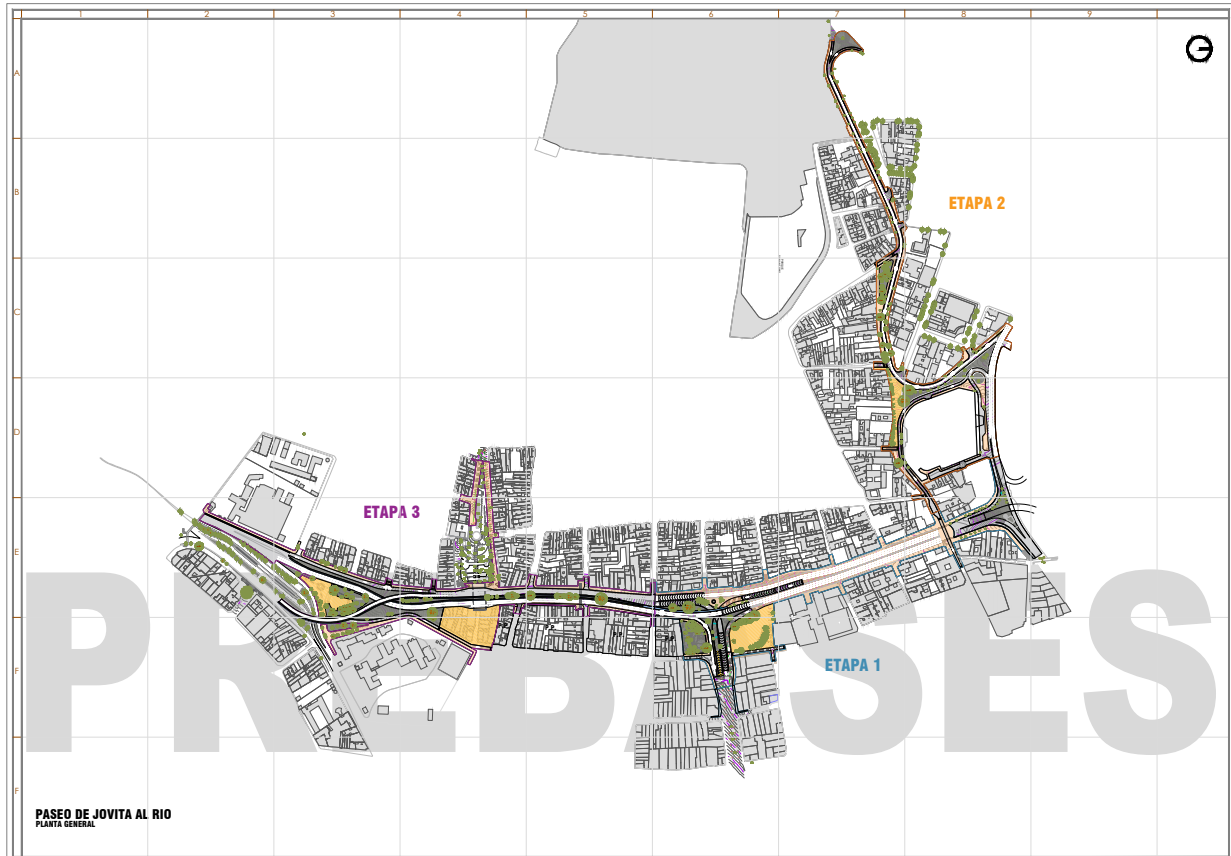 1 2 3 4 5 6 7 8 9
A
B
ETAPA 2
C
D
ETAPA 3
E
PREBASES
ETAPA 1
F
F
PASEO DE JOVITA AL RIO
PLANTA GENERAL